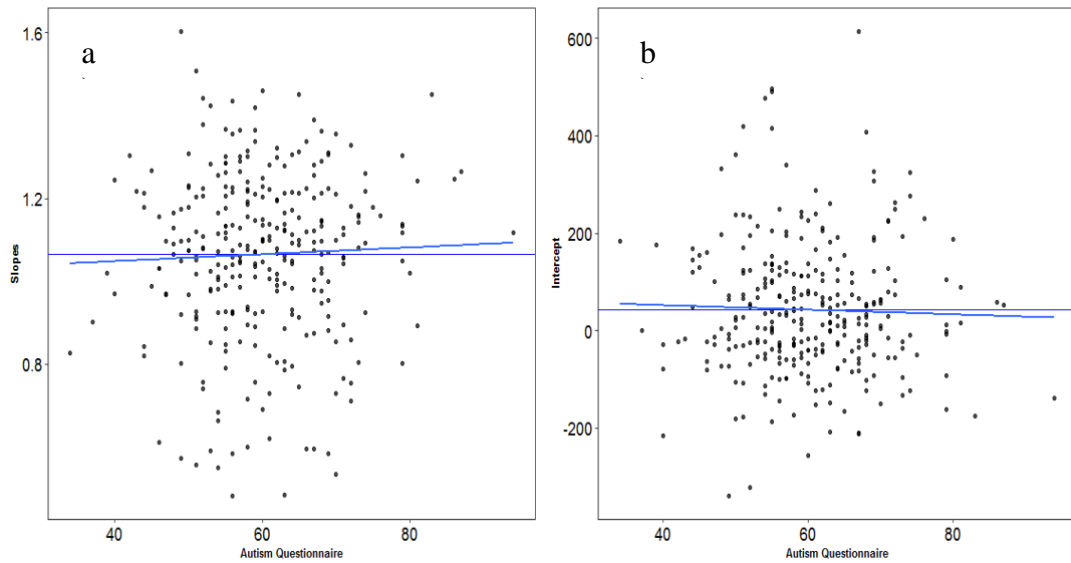 a
1.6
1.2
0.8
Slopes
40 60 80
Autism Questionnaire
b
600
400
200
0
-200
Intercept
40 60 80
Autism Questionnaire